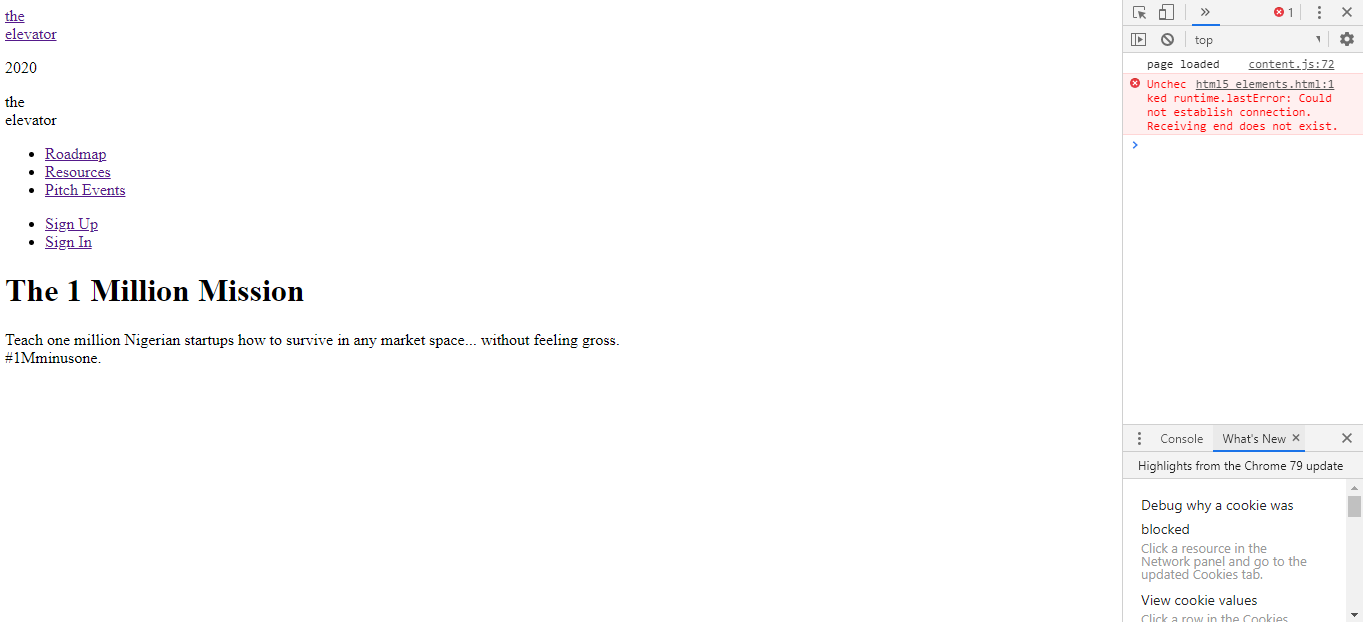 the
elevator
2020
the
elevator
Roadmap
Resources
Pitch Events
Sign Up
Sign In
The 1 Million Mission
Teach one million Nigerian startups how to survive in any market space... without feeling gross.
#1Mminusone.
1
top
page loaded content.js:72
Unchec html5 elements.html:1
ked runtime.lastError: Could
not establish connection.
Receiving end does not exist.
Console What's New
Highlights from the Chrome 79 update
Debug why a cookie was
blocked
Click a resource in the
Network panel and go to the
updated Cookies tab.
View cookie values
Click a row in the Cookies